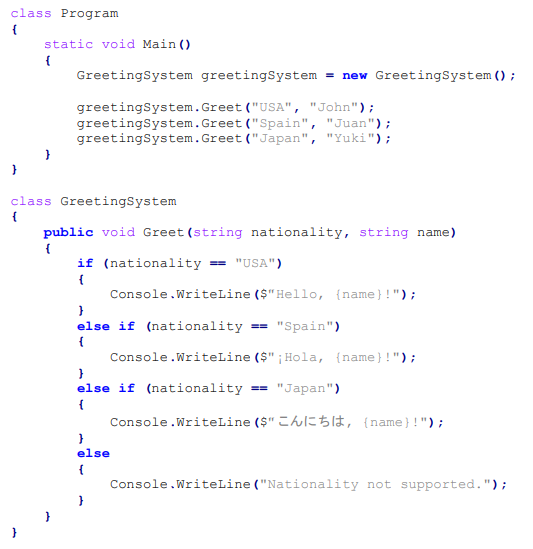 class Program
{
    static void Main()
    {
        GreetingSystem greetingSystem = new GreetingSystem();

        greetingSystem.Greet("USA", "John");
        greetingSystem.Greet("Spain", "Juan");
        greetingSystem.Greet("Japan", "Yuki");
    }
}

class GreetingSystem
{
    public void Greet(string nationality, string name)
    {
        if (nationality == "USA")
        {
            Console.WriteLine($"Hello, {name}!");
        }
        else if (nationality == "Spain")
        {
            Console.WriteLine($"¡Hola, {name}!");
        }
        else if (nationality == "Japan")
        {
            Console.WriteLine($"こんにちは, {name}!");
        }
        else
        {
            Console.WriteLine("Nationality not supported.");
        }
    }
}